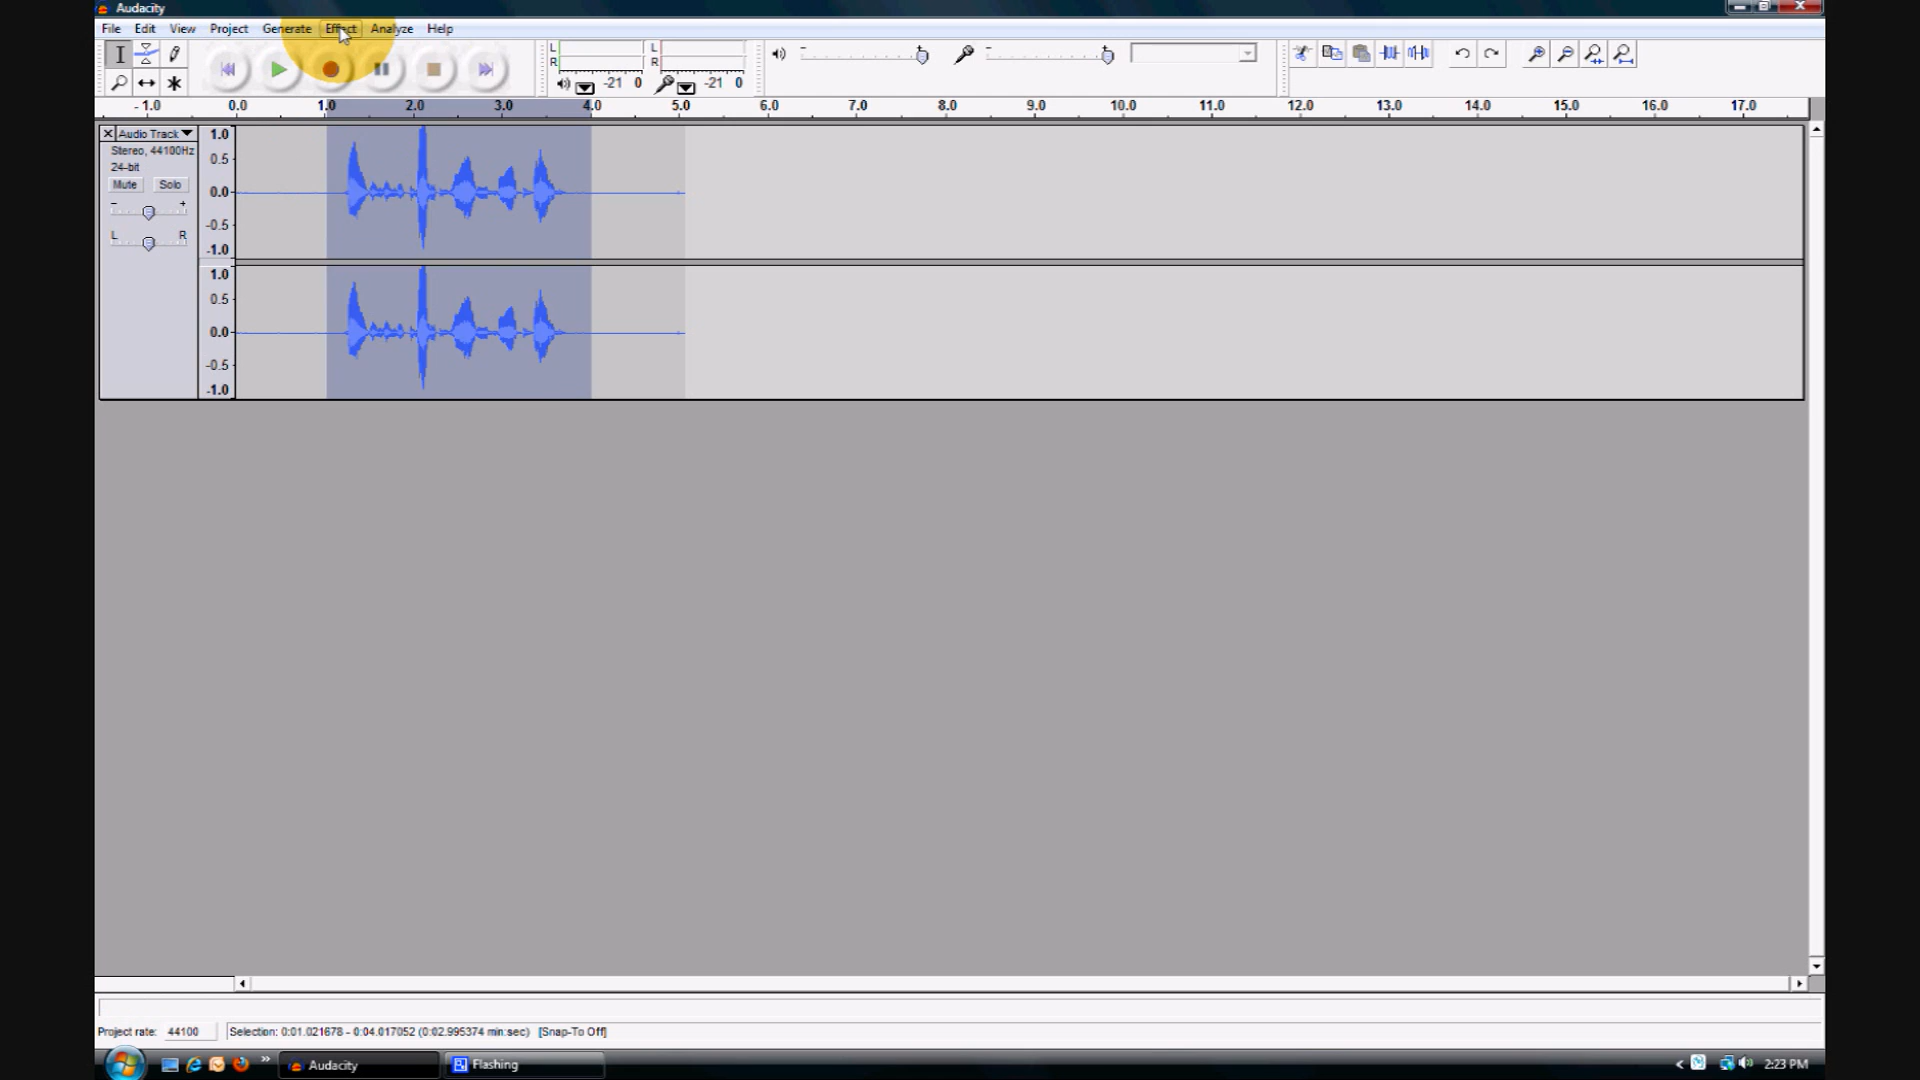 Audacity
File Edit View Project Generate Effect Analyze Help
L R -21 0 L R -21 0
- 1.0 0.0 1.0 2.0 3.0 4.0 5.0 6.0 7.0 8.0 9.0 10.0 11.0 12.0 13.0 14.0 15.0 16.0 17.0
Audio Track
Stereo, 44100Hz
24-bit
Mute Solo
- +
L R
1.0
0.5
0.0
-0.5
-1.0
1.0
0.5
0.0
-0.5
-1.0
Project rate: 44100 Selection: 0:01.021678 - 0:04.017052 (0:02.995374 min:sec) [Snap-To Off]
Audacity Flashing 2:23 PM